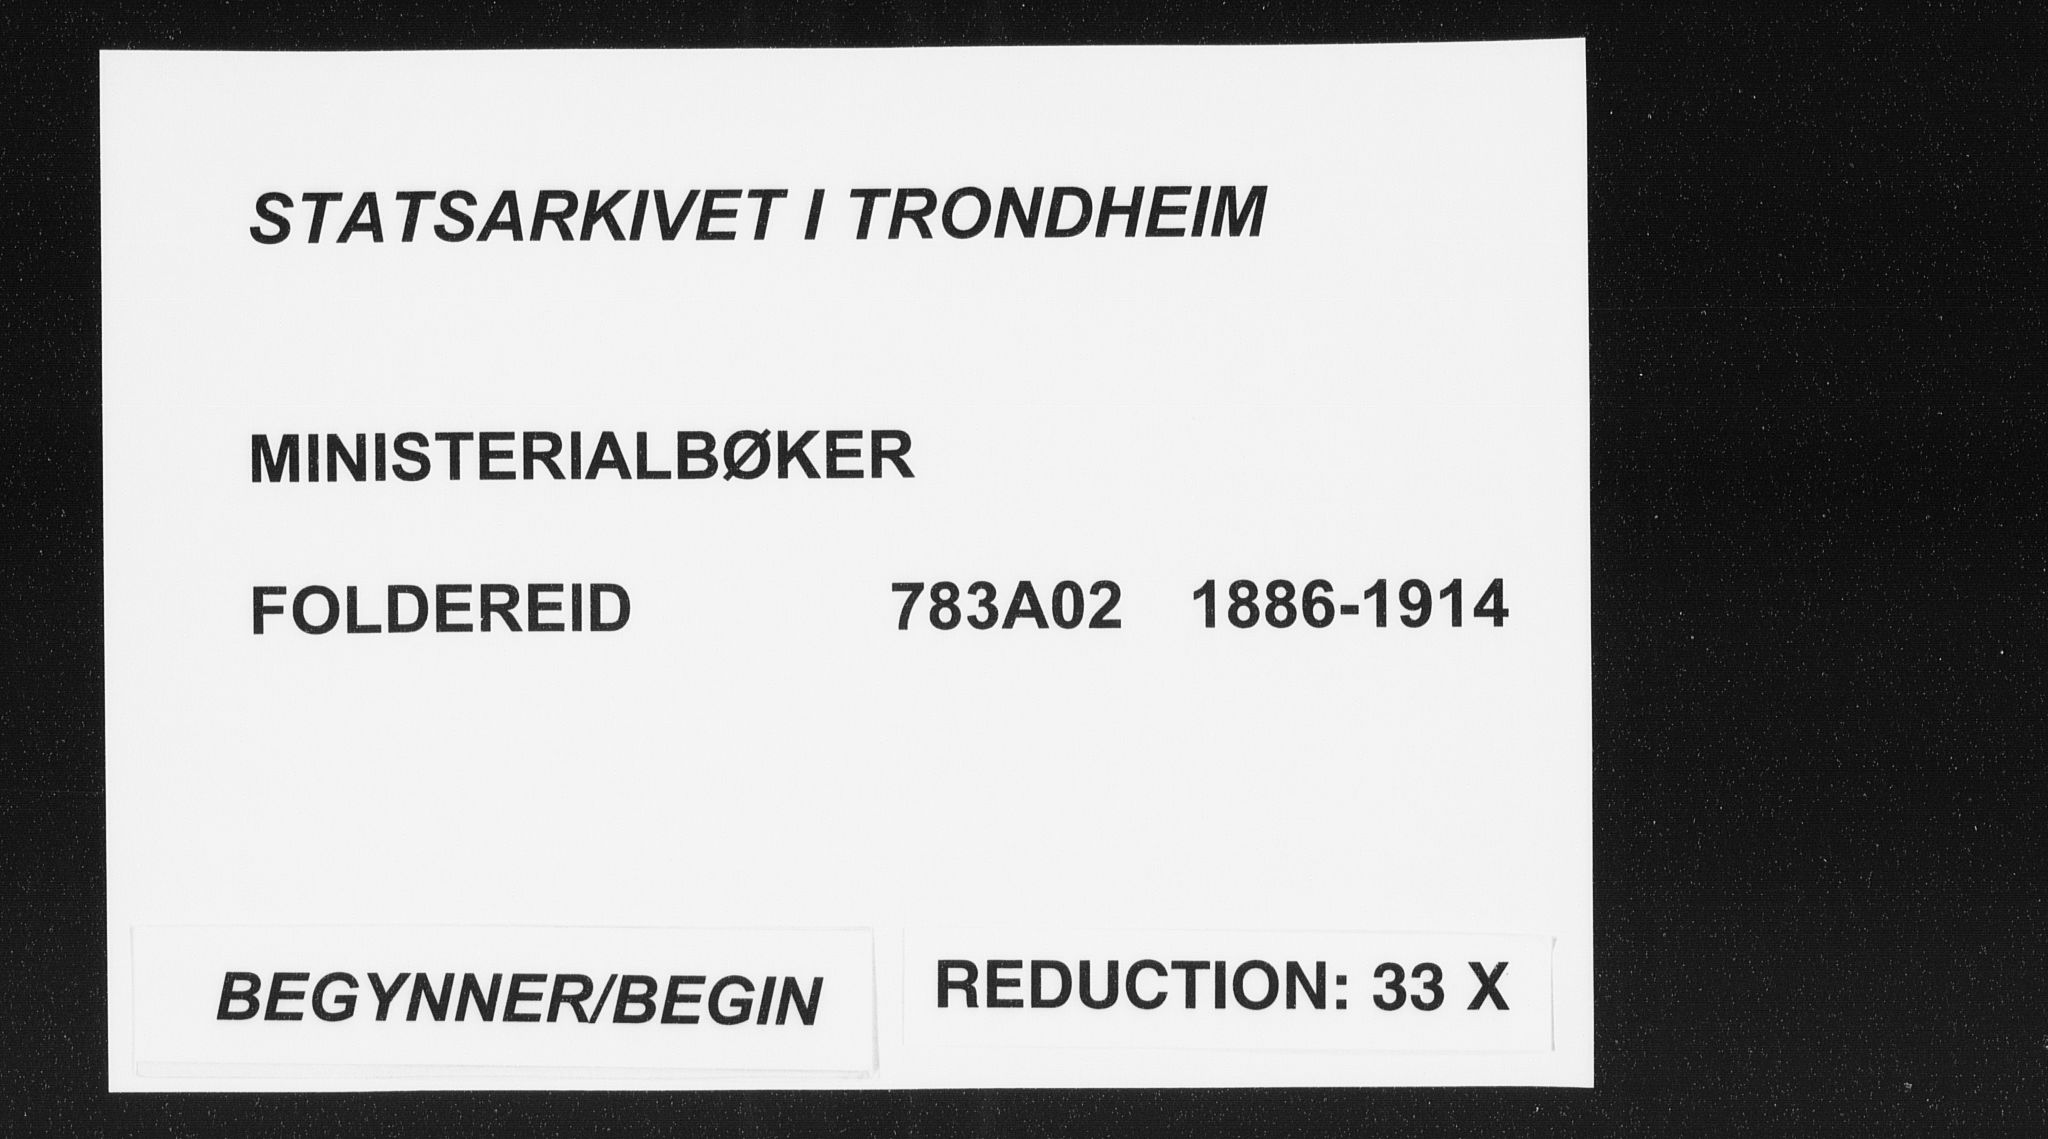 STATSARKIVET I TRONDHEIM
MINISTERIALBØKER
FOLDEREID 783A02 1886-1914
BEGYNNER/BEGIN
REDUCTION: 33 X